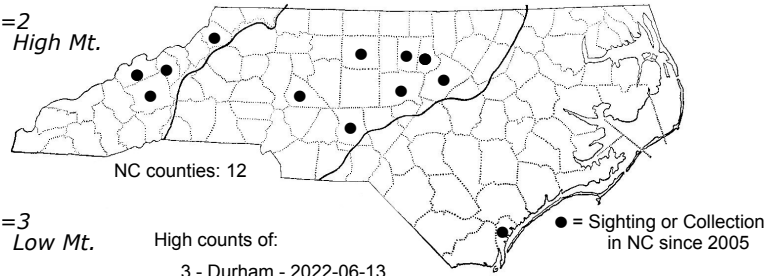 =2
High Mt.
NC counties: 12
=3
Low Mt.
High counts of:
3 - Durham - 2022-06-13
● = Sighting or Collection
in NC since 2005